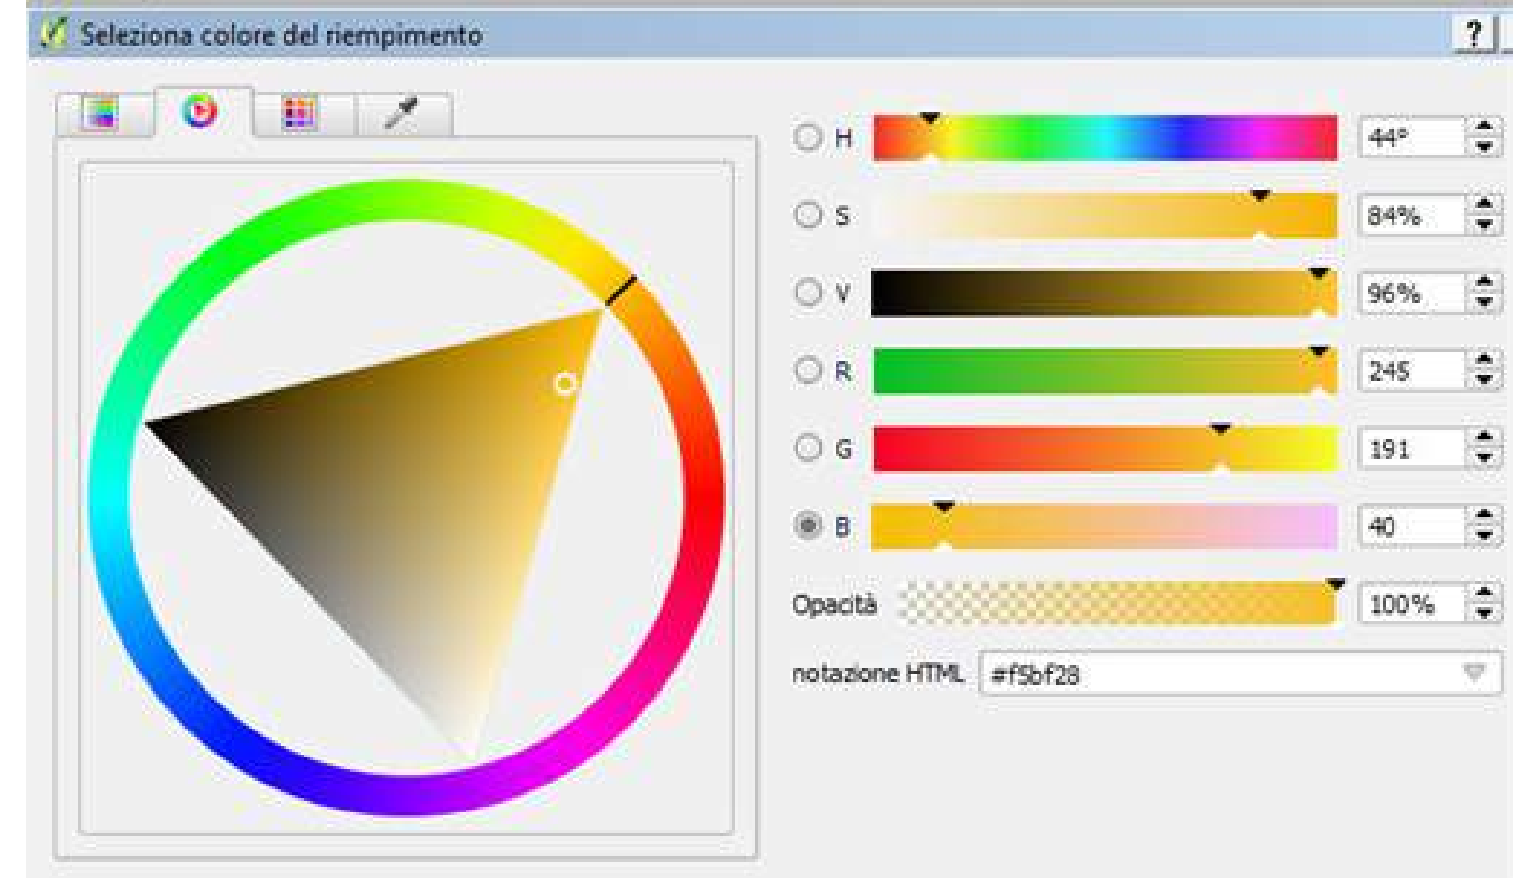 Seleziona colore del riempimento ?
H 44°
S 84%
V 96%
R 245
G 191
B 40
Opacità 100%
notazione HTML #f5bf28